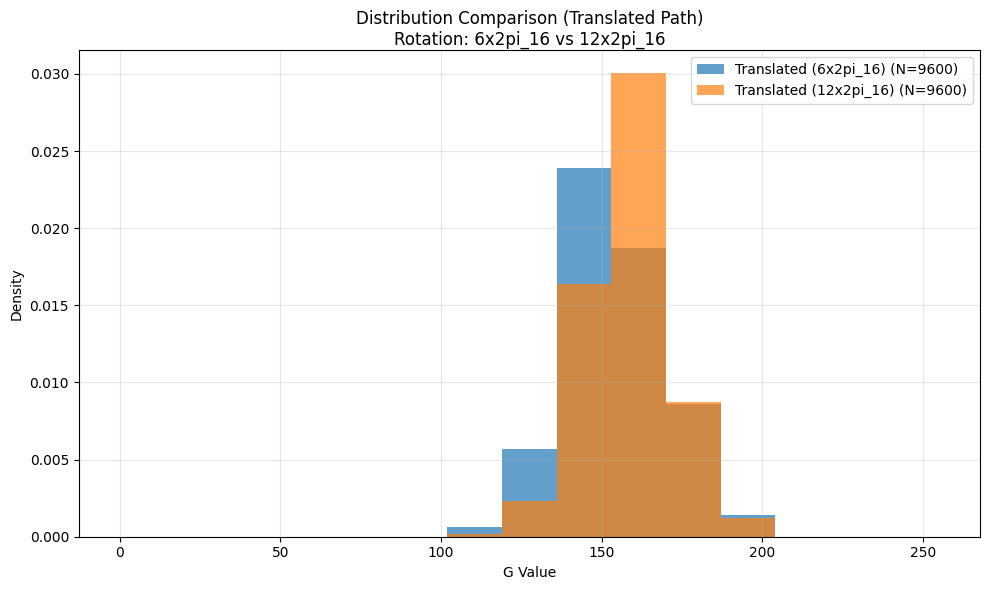 Distribution Comparison (Translated Path)
Rotation: 6x2pi_16 vs 12x2pi_16
Translated (6x2pi_16) (N=9600)
Translated (12x2pi_16) (N=9600)
0.030
0.025
0.020
0.015
0.010
0.005
0.000
Density
0 50 100 150 200 250
G Value